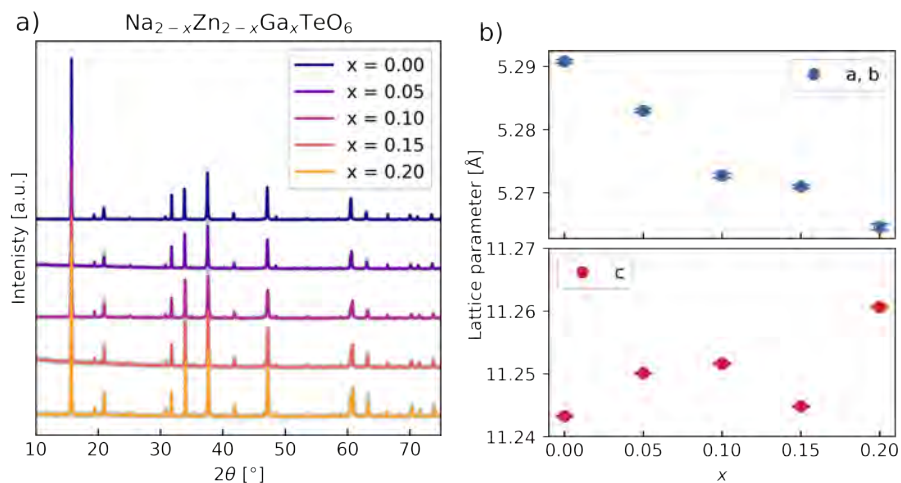 a)
Na₂₋ₓZn₂₋ₓGaₓTeO₆
x = 0.00
x = 0.05
x = 0.10
x = 0.15
x = 0.20
Intenisty [a.u.]
10 20 30 40 50 60 70
2θ [°]
b)
5.29
5.28
5.27
a, b
Lattice parameter [Å]
11.27
11.26
11.25
11.24
c
0.00 0.05 0.10 0.15 0.20
x